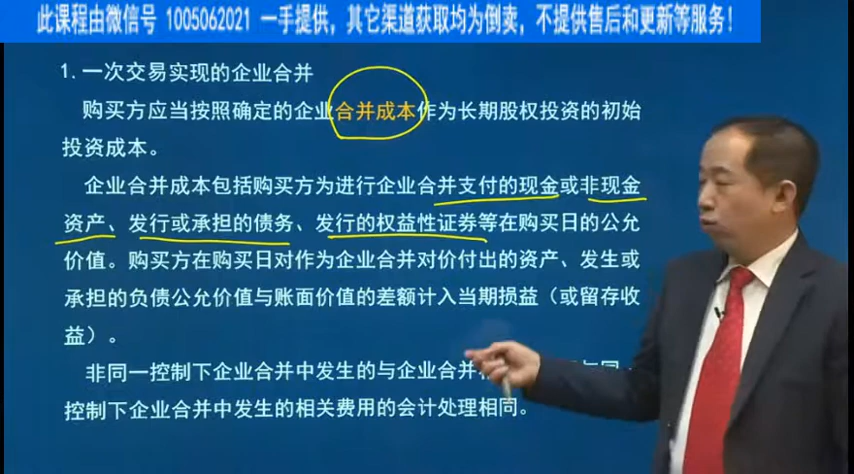 此课程由微信号 1005062021 一手提供，其它渠道获取均为倒卖，不提供售后和更新等服务！
1.一次交易实现的企业合并
购买方应当按照确定的企业合并成本作为长期股权投资的初始
投资成本。
企业合并成本包括购买方为进行企业合并支付的现金或非现金
资产、发行或承担的债务、发行的权益性证券等在购买日的公允
价值。购买方在购买日对作为企业合并对价付出的资产、发生或
承担的负债公允价值与账面价值的差额计入当期损益（或留存收
益）。
非同一控制下企业合并中发生的与企业合并
控制下企业合并中发生的相关费用的会计处理相同。